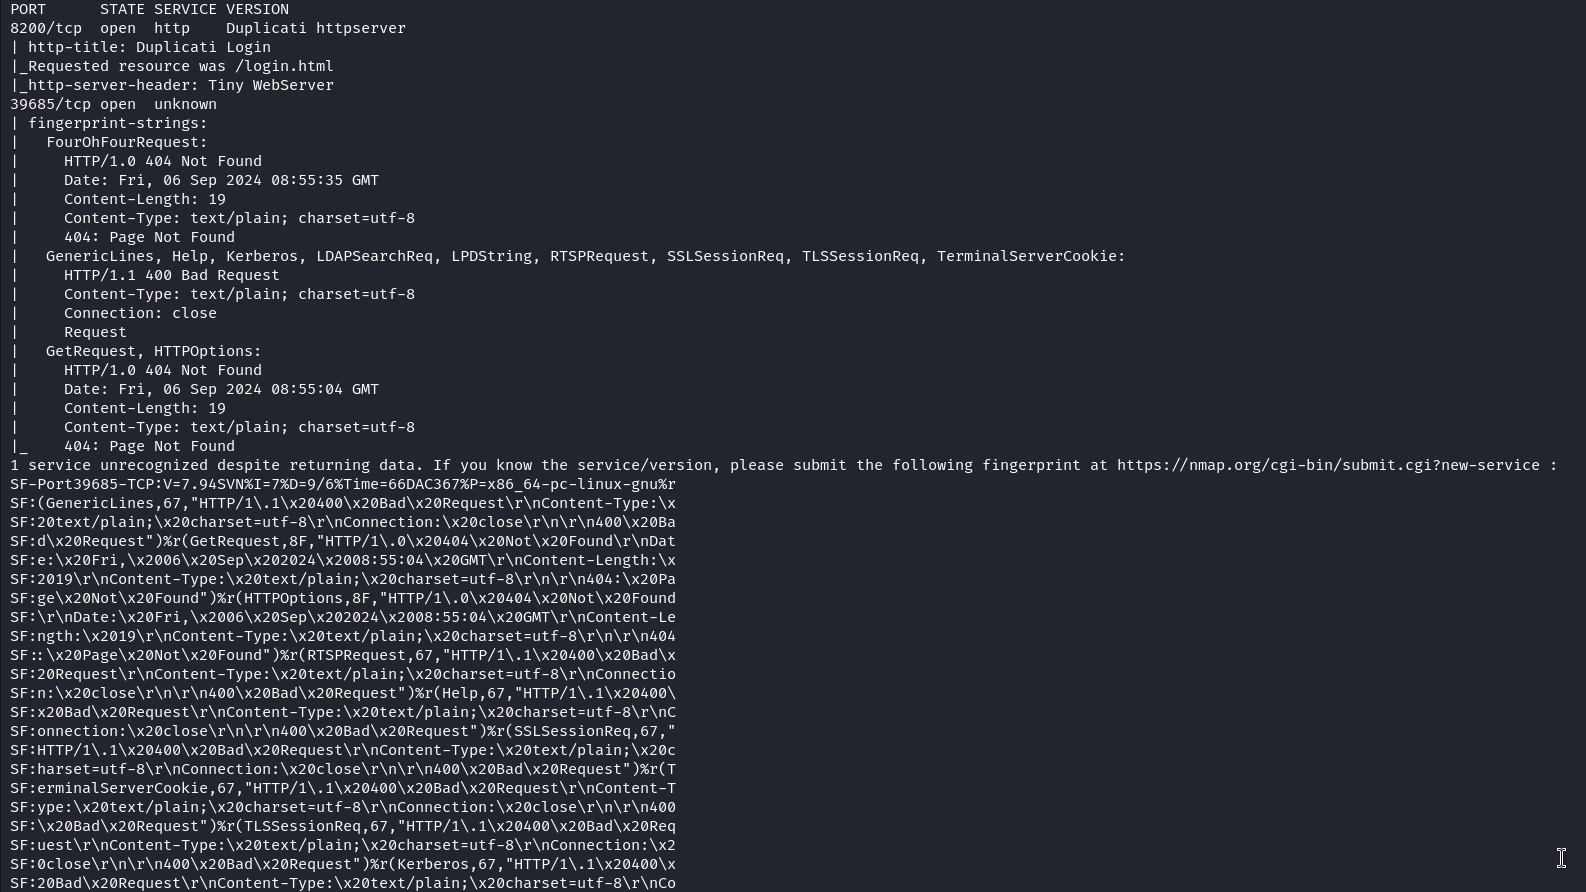 PORT      STATE SERVICE VERSION
8200/tcp  open  http    Duplicati httpserver
| http-title: Duplicati Login
|_Requested resource was /login.html
|_http-server-header: Tiny WebServer
39685/tcp open  unknown
| fingerprint-strings:
|   FourOhFourRequest:
|     HTTP/1.0 404 Not Found
|     Date: Fri, 06 Sep 2024 08:55:35 GMT
|     Content-Length: 19
|     Content-Type: text/plain; charset=utf-8
|     404: Page Not Found
|   GenericLines, Help, Kerberos, LDAPSearchReq, LPDString, RTSPRequest, SSLSessionReq, TLSSessionReq, TerminalServerCookie:
|     HTTP/1.1 400 Bad Request
|     Content-Type: text/plain; charset=utf-8
|     Connection: close
|     Request
|   GetRequest, HTTPOptions:
|     HTTP/1.0 404 Not Found
|     Date: Fri, 06 Sep 2024 08:55:04 GMT
|     Content-Length: 19
|     Content-Type: text/plain; charset=utf-8
|_    404: Page Not Found
1 service unrecognized despite returning data. If you know the service/version, please submit the following fingerprint at https://nmap.org/cgi-bin/submit.cgi?new-service :
SF-Port39685-TCP:V=7.94SVN%I=7%D=9/6%Time=66DAC367%P=x86_64-pc-linux-gnu%r
SF:(GenericLines,67,"HTTP/1\.1\x20400\x20Bad\x20Request\r\nContent-Type:\x
SF:20text/plain;\x20charset=utf-8\r\nConnection:\x20close\r\n\r\n400\x20Ba
SF:d\x20Request")%r(GetRequest,8F,"HTTP/1\.0\x20404\x20Not\x20Found\r\nDat
SF:e:\x20Fri,\x2006\x20Sep\x202024\x2008:55:04\x20GMT\r\nContent-Length:\x
SF:2019\r\nContent-Type:\x20text/plain;\x20charset=utf-8\r\n\r\n404:\x20Pa
SF:ge\x20Not\x20Found")%r(HTTPOptions,8F,"HTTP/1\.0\x20404\x20Not\x20Found
SF:\r\nDate:\x20Fri,\x2006\x20Sep\x202024\x2008:55:04\x20GMT\r\nContent-Le
SF:ngth:\x2019\r\nContent-Type:\x20text/plain;\x20charset=utf-8\r\n\r\n404
SF::\x20Page\x20Not\x20Found")%r(RTSPRequest,67,"HTTP/1\.1\x20400\x20Bad\x
SF:20Request\r\nContent-Type:\x20text/plain;\x20charset=utf-8\r\nConnectio
SF:n:\x20close\r\n\r\n400\x20Bad\x20Request")%r(Help,67,"HTTP/1\.1\x20400\
SF:x20Bad\x20Request\r\nContent-Type:\x20text/plain;\x20charset=utf-8\r\nC
SF:onnection:\x20close\r\n\r\n400\x20Bad\x20Request")%r(SSLSessionReq,67,"
SF:HTTP/1\.1\x20400\x20Bad\x20Request\r\nContent-Type:\x20text/plain;\x20c
SF:harset=utf-8\r\nConnection:\x20close\r\n\r\n400\x20Bad\x20Request")%r(T
SF:erminalServerCookie,67,"HTTP/1\.1\x20400\x20Bad\x20Request\r\nContent-T
SF:ype:\x20text/plain;\x20charset=utf-8\r\nConnection:\x20close\r\n\r\n400
SF:\x20Bad\x20Request")%r(TLSSessionReq,67,"HTTP/1\.1\x20400\x20Bad\x20Req
SF:uest\r\nContent-Type:\x20text/plain;\x20charset=utf-8\r\nConnection:\x2
SF:0close\r\n\r\n400\x20Bad\x20Request")%r(Kerberos,67,"HTTP/1\.1\x20400\x
SF:20Bad\x20Request\r\nContent-Type:\x20text/plain;\x20charset=utf-8\r\nCo